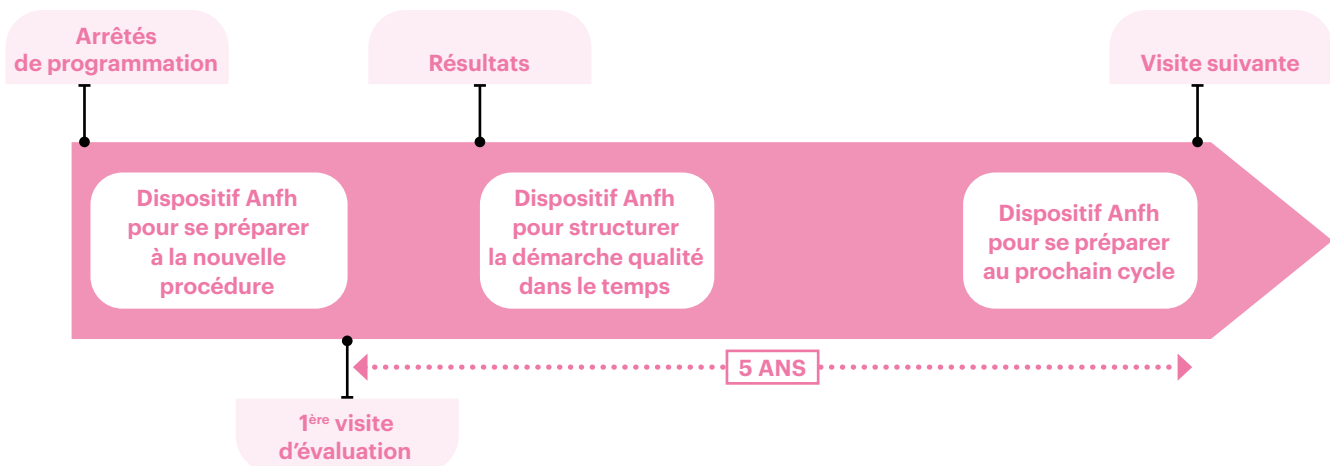 Arrêtés
de programmation
Résultats
Visite suivante
Dispositif Anfh
pour se préparer
à la nouvelle
procédure
Dispositif Anfh
pour structurer
la démarche qualité
dans le temps
Dispositif Anfh
pour se préparer
au prochain cycle
5 ANS
1ère visite
d’évaluation